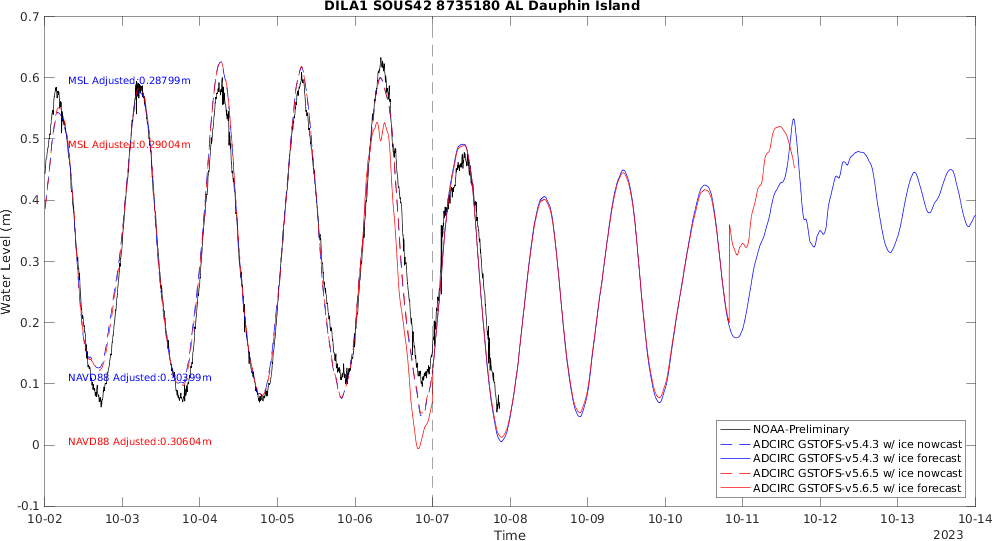 DILA1 SOUS42 8735180 AL Dauphin Island
0.7
0.6
0.5
0.4
0.3
0.2
0.1
0
-0.1
Water Level (m)
MSL Adjusted:0.28799m
MSL Adjusted:0.29004m
NAVD88 Adjusted:0.30399m
NAVD88 Adjusted:0.30604m
NOAA-Preliminary
ADCIRC GSTOFS-v5.4.3 w/ ice nowcast
ADCIRC GSTOFS-v5.4.3 w/ ice forecast
ADCIRC GSTOFS-v5.6.5 w/ ice nowcast
ADCIRC GSTOFS-v5.6.5 w/ ice forecast
10-02 10-03 10-04 10-05 10-06 10-07 10-08 10-09 10-10 10-11 10-12 10-13 10-14
Time
2023